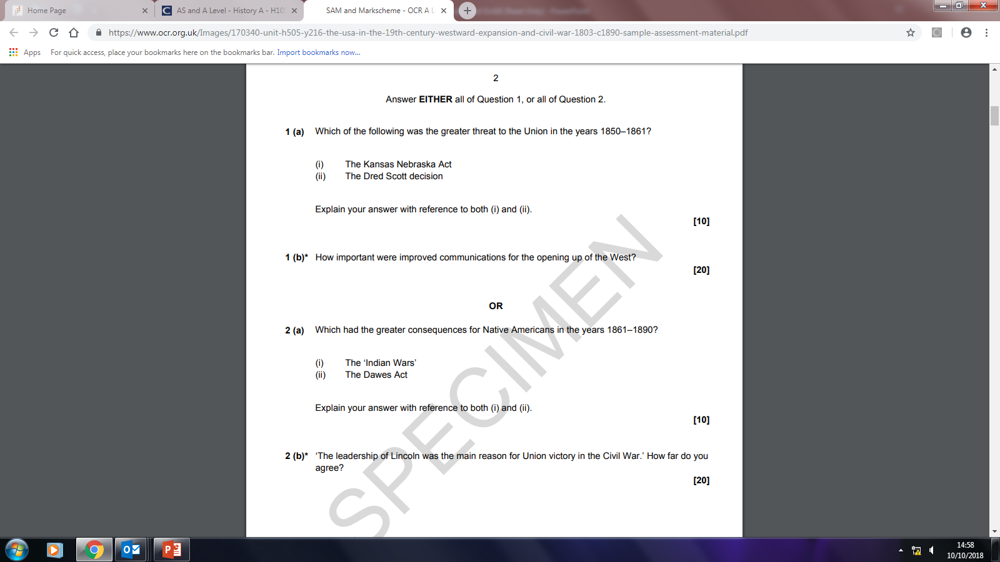 Home Page
AS and A Level - History A - H10
SAM and Markscheme - OCR A L
https://www.ocr.org.uk/Images/170340-unit-h505-y216-the-usa-in-the-19th-century-westward-expansion-and-civil-war-1803-c1890-sample-assessment-material.pdf
Apps For quick access, place your bookmarks here on the bookmarks bar. Import bookmarks now...
2
Answer EITHER all of Question 1, or all of Question 2.
1 (a) Which of the following was the greater threat to the Union in the years 1850–1861?
(i) The Kansas Nebraska Act
(ii) The Dred Scott decision
Explain your answer with reference to both (i) and (ii).
[10]
1 (b)* How important were improved communications for the opening up of the West?
[20]
OR
2 (a) Which had the greater consequences for Native Americans in the years 1861–1890?
(i) The ‘Indian Wars’
(ii) The Dawes Act
Explain your answer with reference to both (i) and (ii).
[10]
2 (b)* ‘The leadership of Lincoln was the main reason for Union victory in the Civil War.’ How far do you
agree?
[20]
SPECIMEN
14:58
10/10/2018